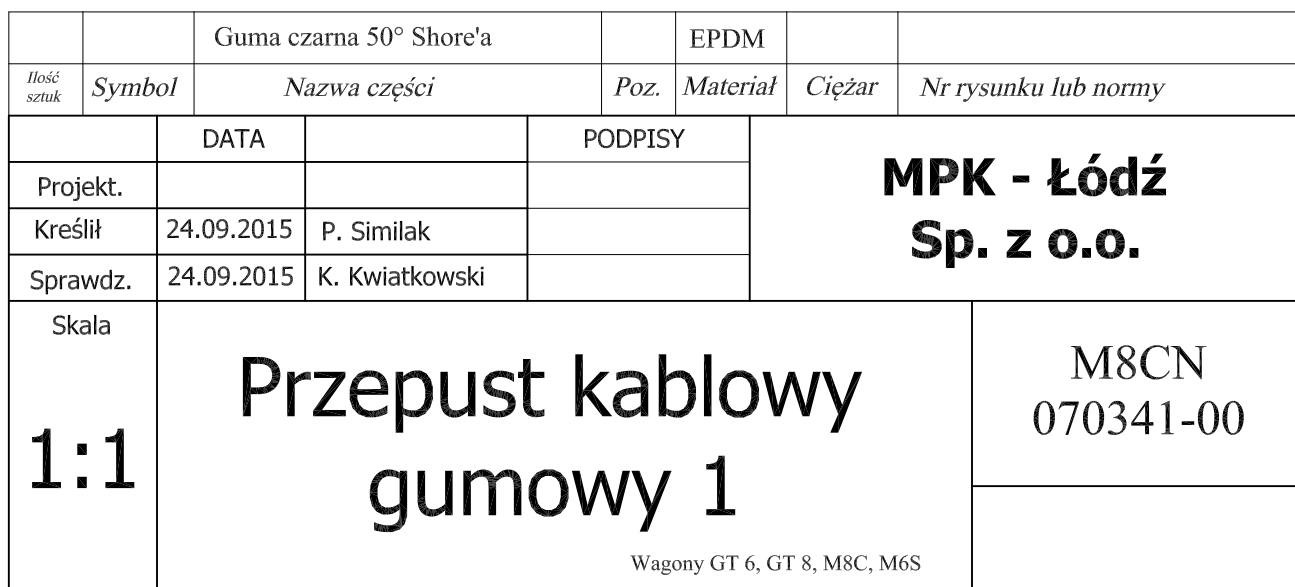 Guma czarna 50° Shore'a EPDM
Ilość sztuk Symbol Nazwa części Poz. Materiał Ciężar Nr rysunku lub normy
DATA PODPISY
Projekt.
Kreślił 24.09.2015 P. Similak
Sprawdz. 24.09.2015 K. Kwiatkowski
MPK - Łódź
Sp. z o.o.
Skala
1:1
Przepust kablowy
gumowy 1
Wagony GT 6, GT 8, M8C, M6S
M8CN
070341-00